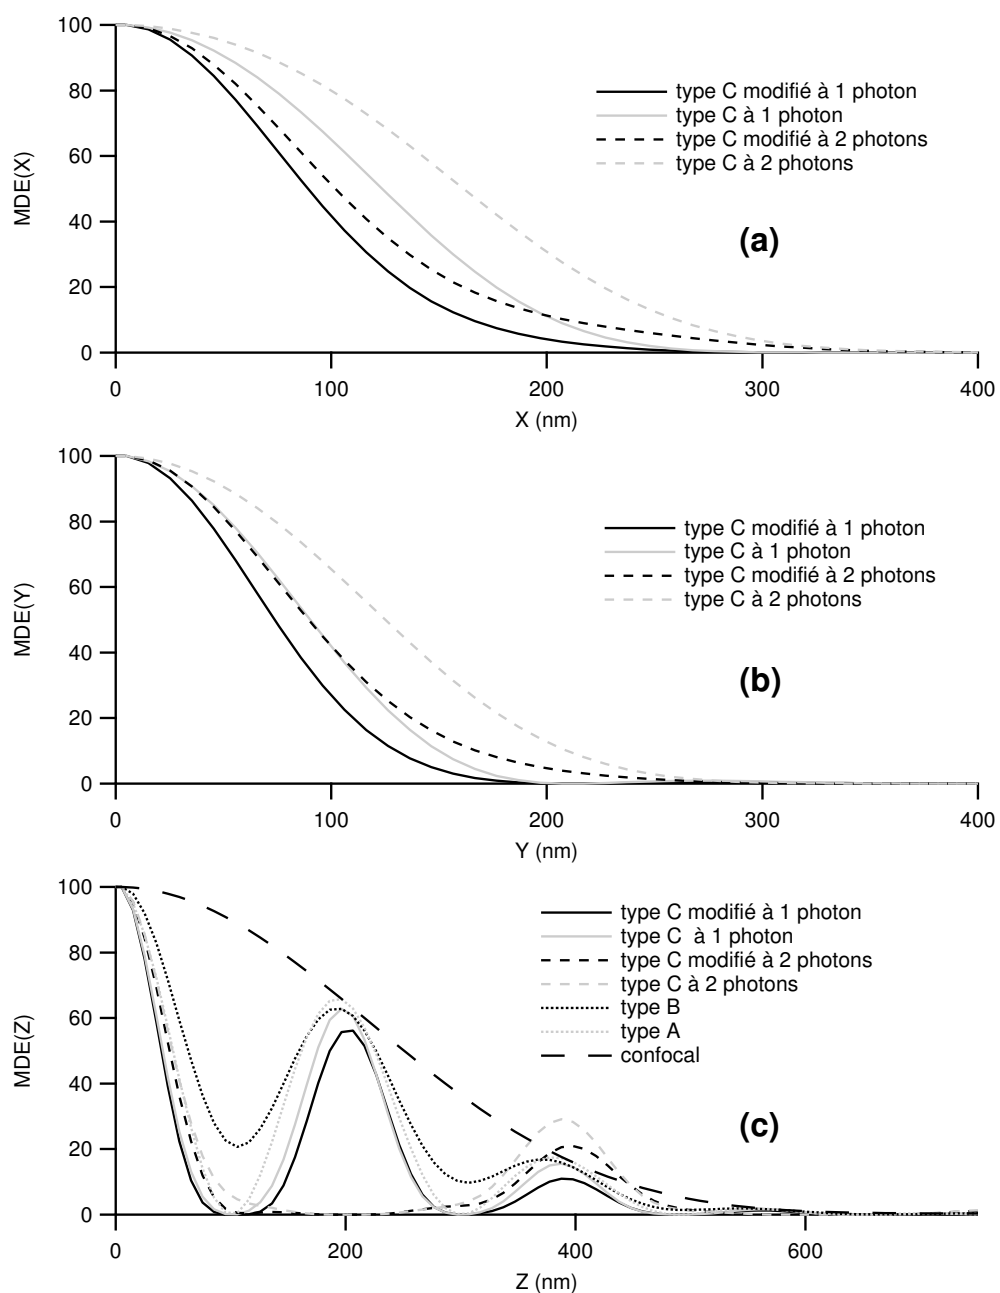 100
80
60
40
20
0
MDE(X)
type C modifié à 1 photon
type C à 1 photon
type C modifié à 2 photons
type C à 2 photons
(a)
0 100 200 300 400
X (nm)
100
80
60
40
20
0
MDE(Y)
type C modifié à 1 photon
type C à 1 photon
type C modifié à 2 photons
type C à 2 photons
(b)
0 100 200 300 400
Y (nm)
100
80
60
40
20
0
MDE(Z)
type C modifié à 1 photon
type C  à 1 photon
type C modifié à 2 photons
type C à 2 photons
type B
type A
confocal
(c)
0 200 400 600
Z (nm)